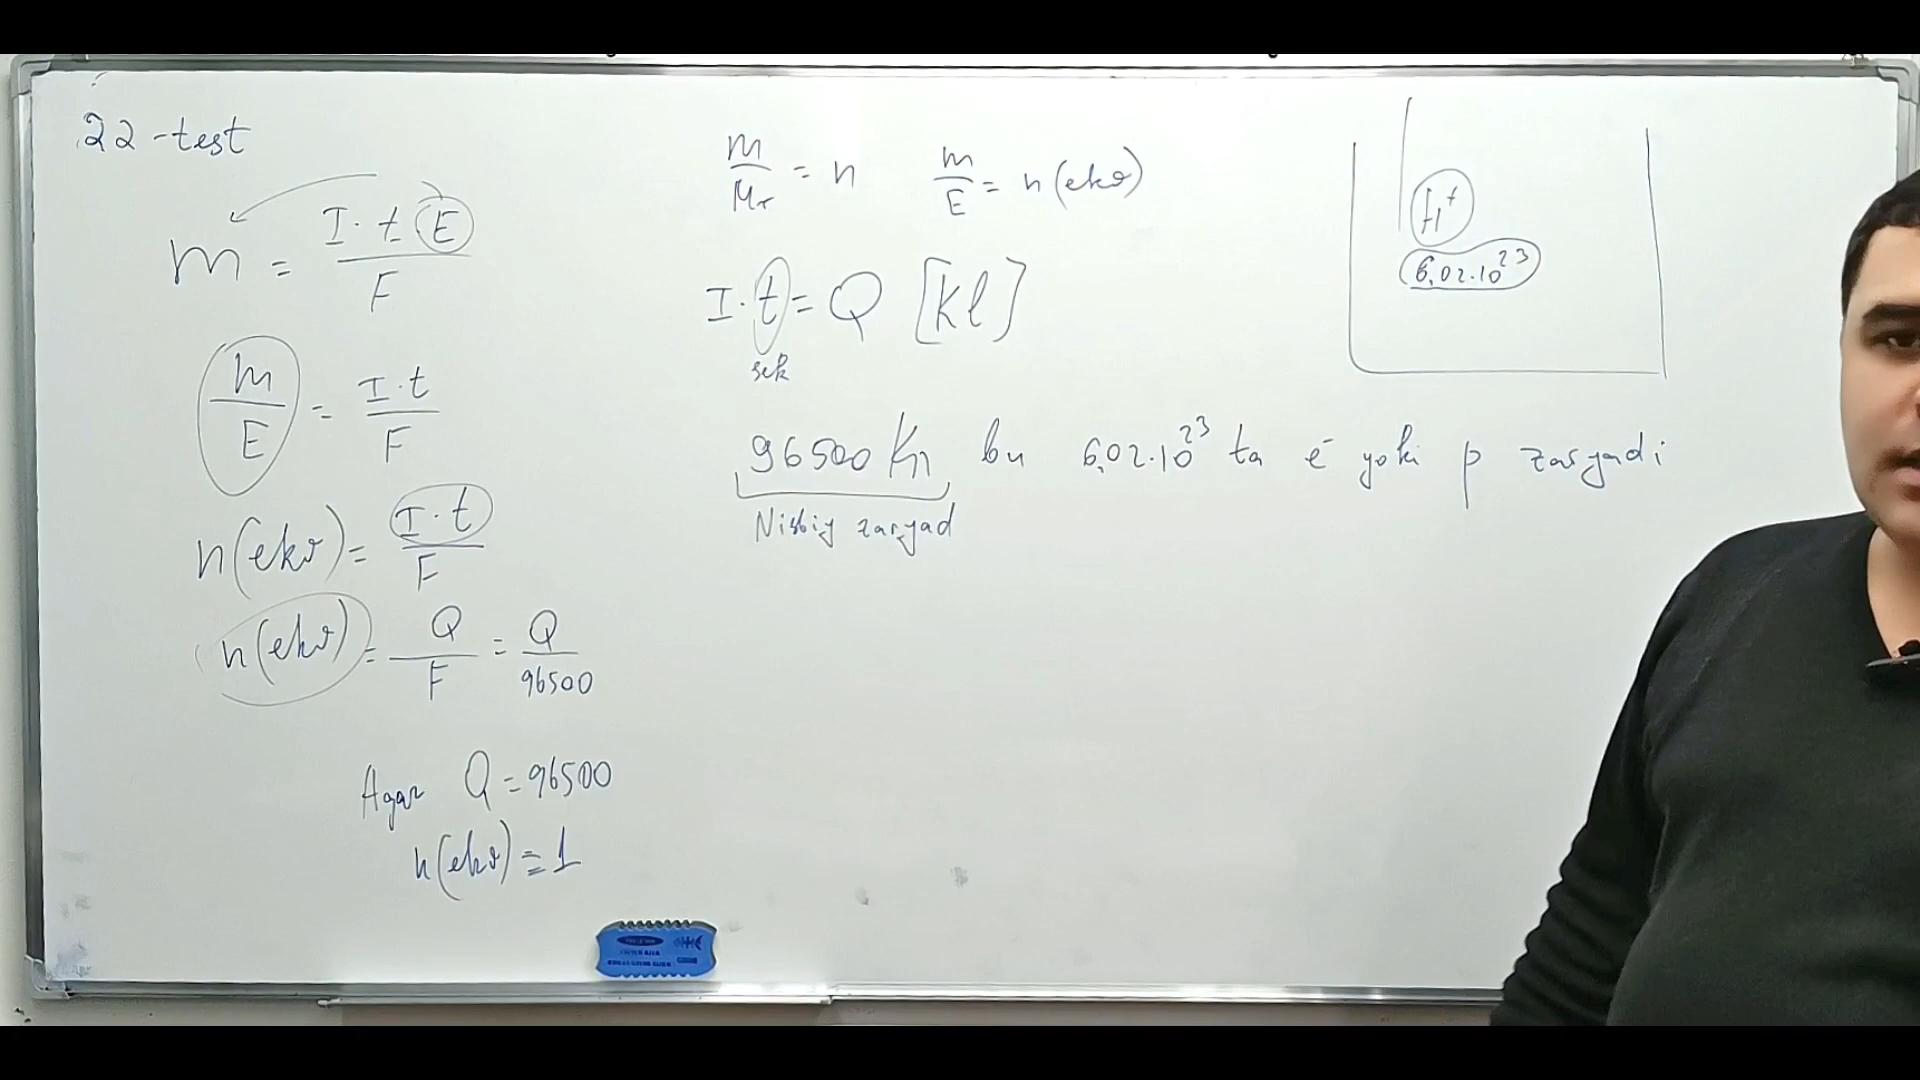 22-test
m = I·t E / F
m / E = I·t / F
n(ekv) = I·t / F
n(ekv) = Q / F = Q / 96500
Agar Q = 96500
n(ekv) = 1
m / Mr = n
m / E = n(ekv)
I·t = Q [Kl]
sek
96500 Kл bu 6,02·10²³ ta ē yoki p zaryadi
Nisbiy zaryad
H⁺
6,02·10²³